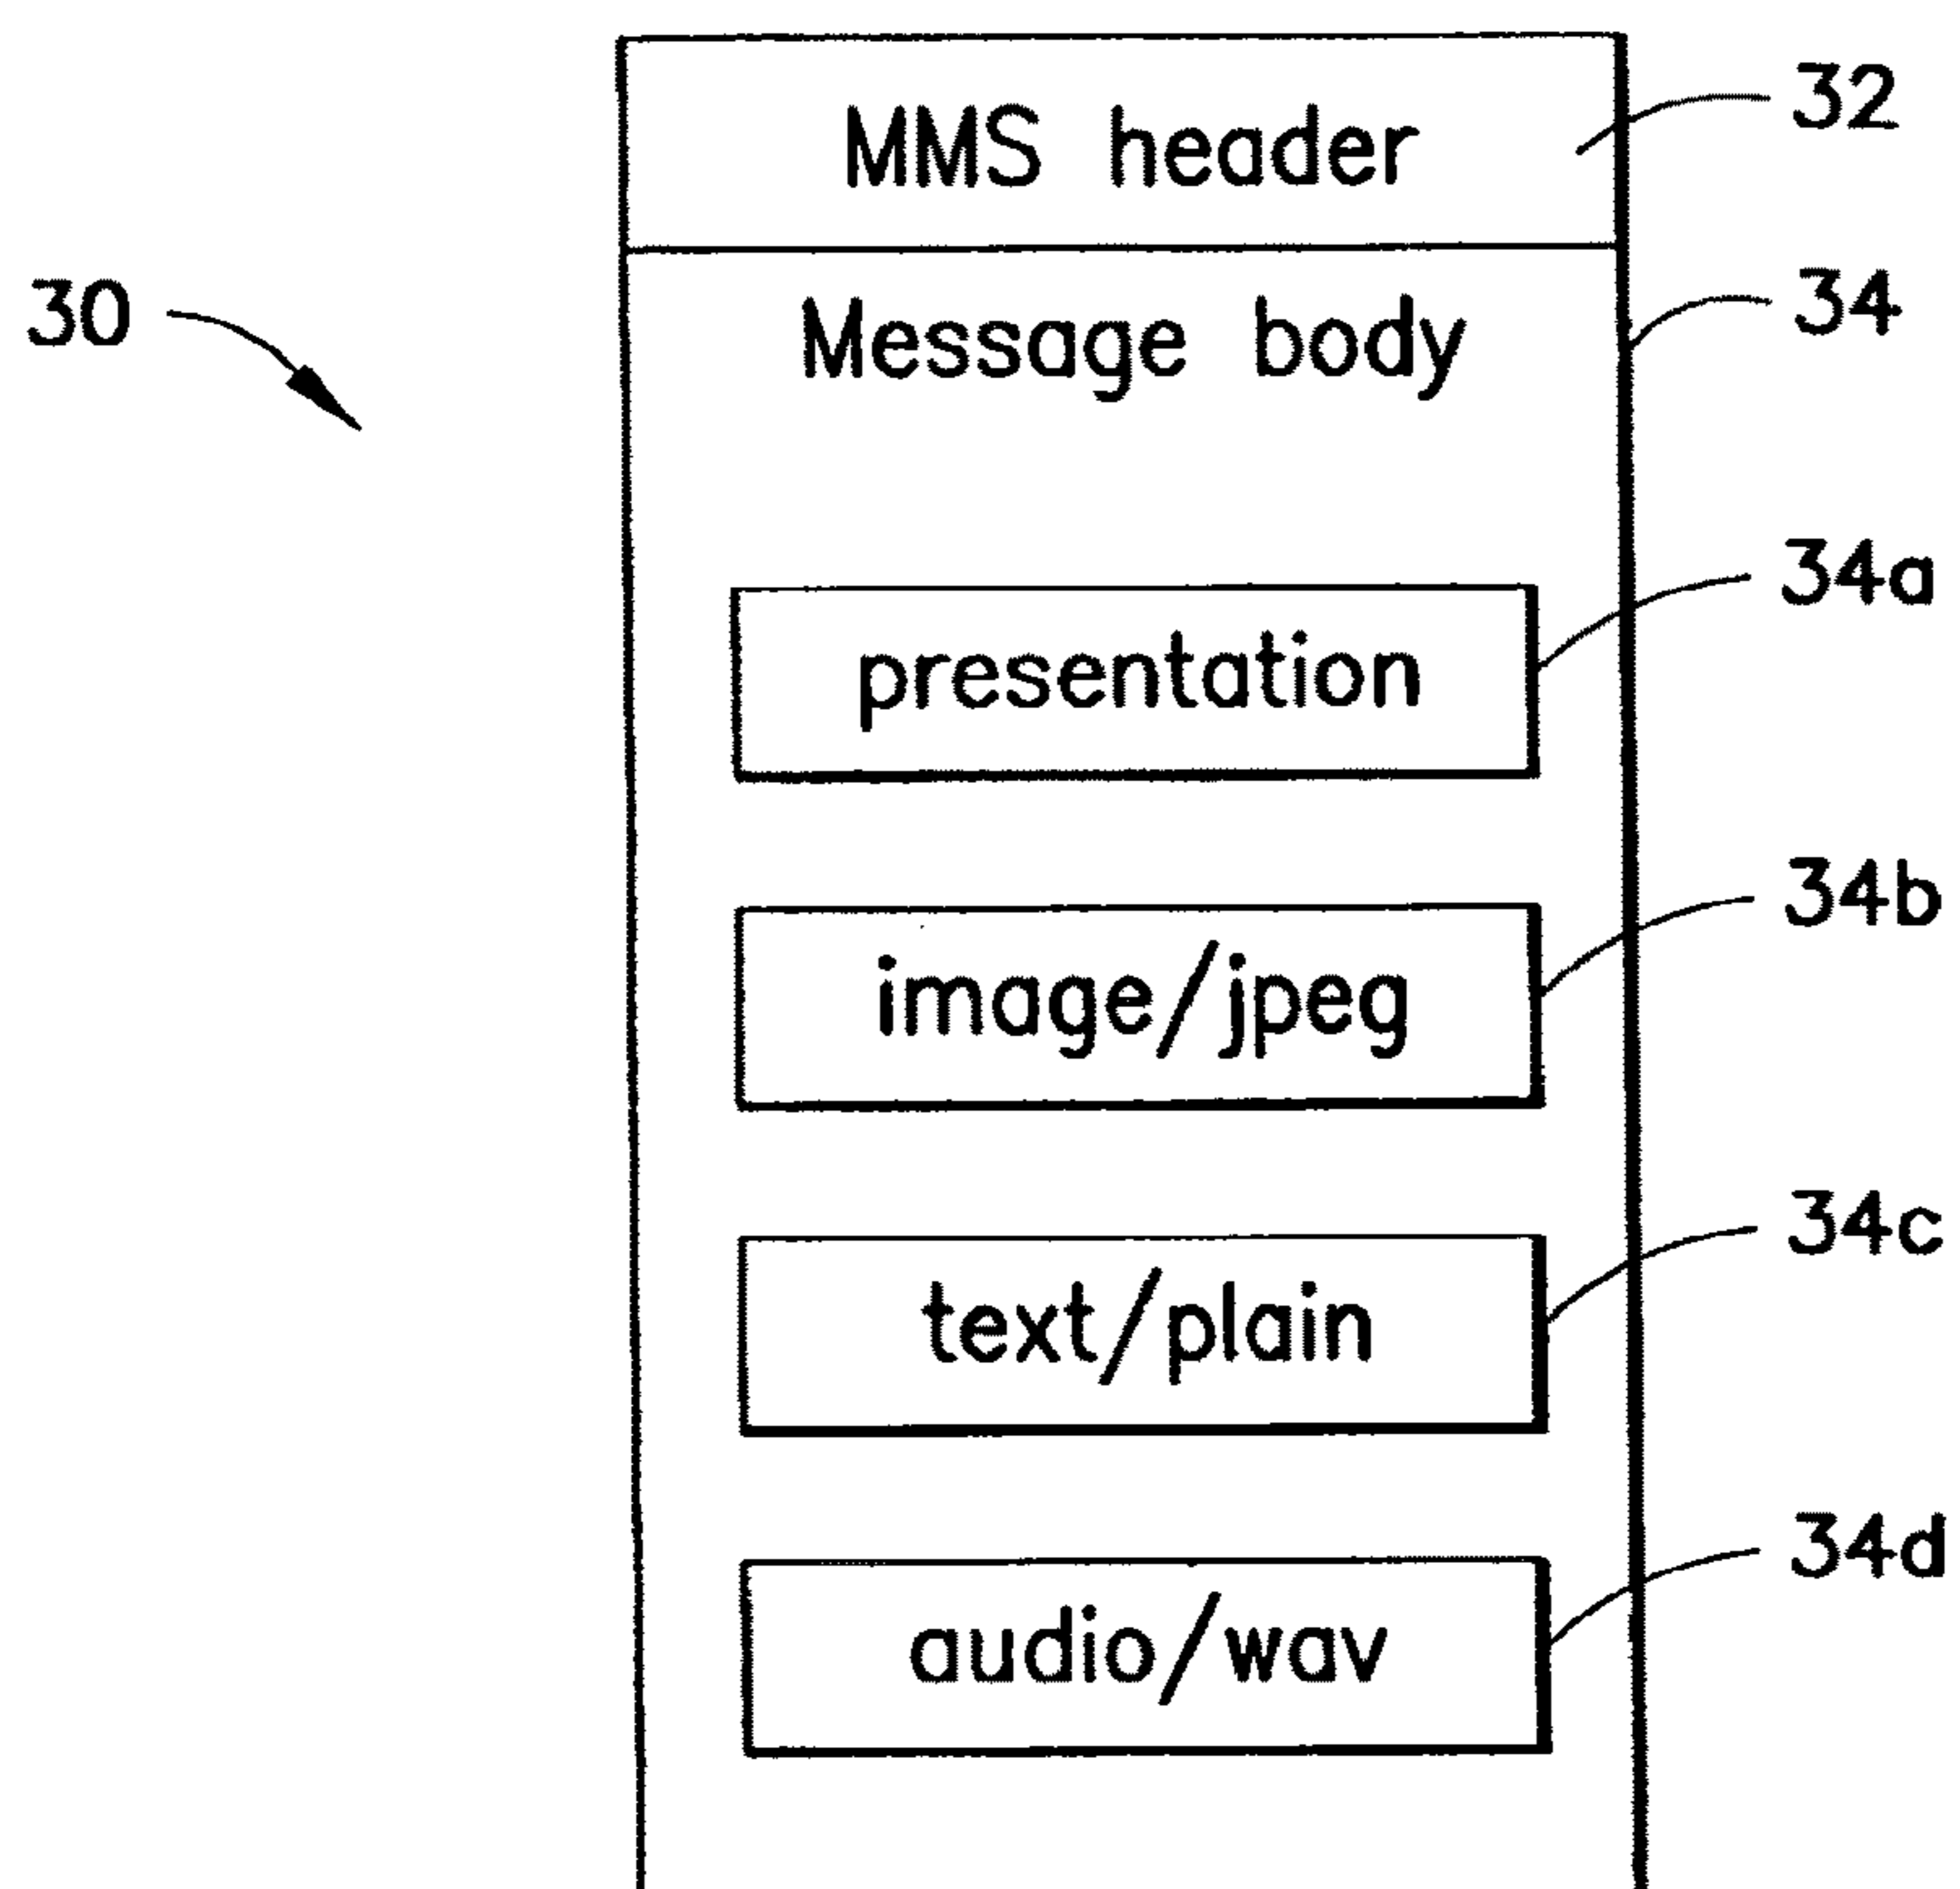 MMS header 32
30 Message body 34
presentation 34a
image/jpeg 34b
text/plain 34c
audio/wav 34d